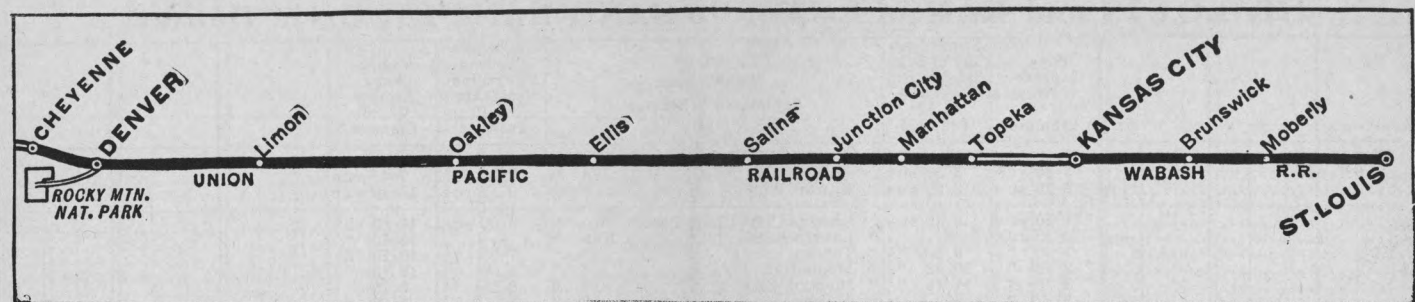 CHEYENNE
DENVER
Limon
Oakley
Ellis
Salina
Junction City
Manhattan
Topeka
KANSAS CITY
Brunswick
Moberly
ST. LOUIS
UNION PACIFIC RAILROAD WABASH R.R.
ROCKY MTN.
NAT. PARK